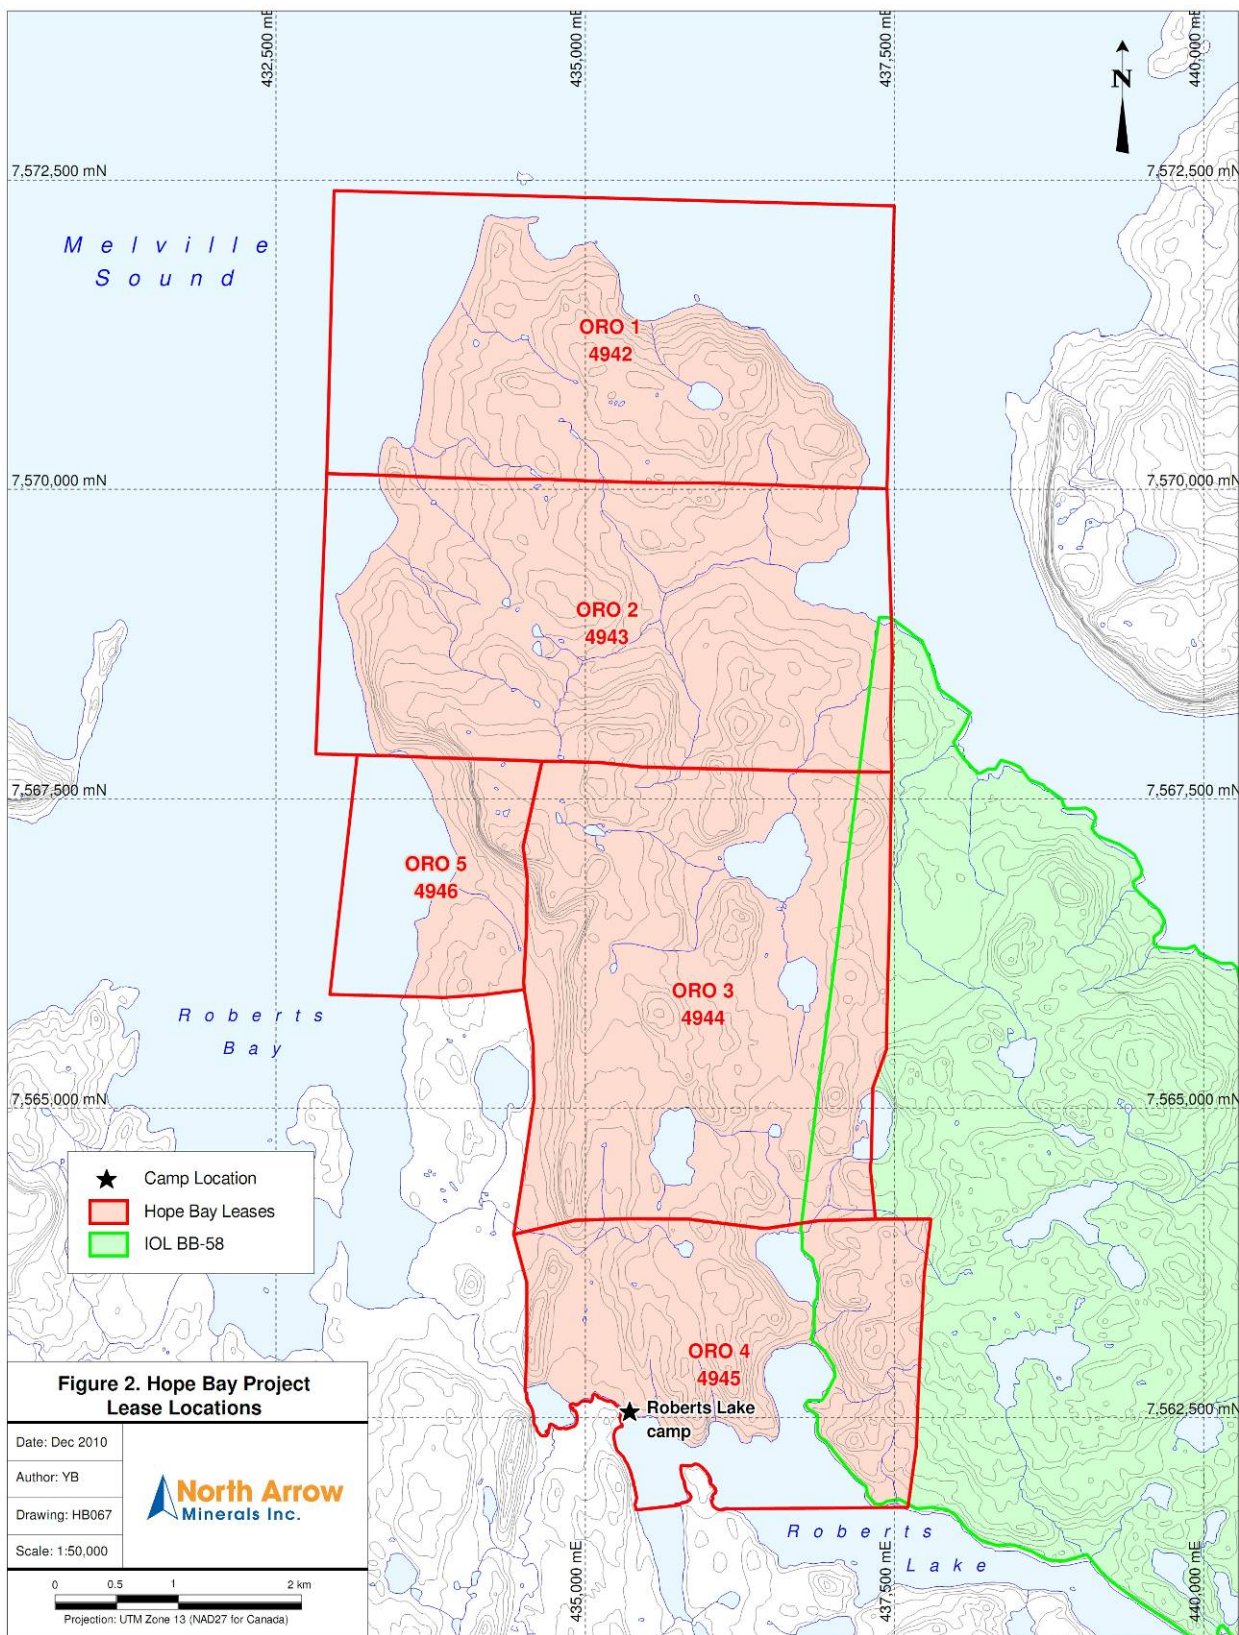 432,500 mE
435,000 mE
437,500 mE
440,000 mE
N
7,572,500 mN
7,572,500 mN
Melville
Sound
ORO 1
4942
7,570,000 mN
7,570,000 mN
ORO 2
4943
7,567,500 mN
7,567,500 mN
ORO 5
4946
ORO 3
4944
Roberts
Bay
7,565,000 mN
7,565,000 mN
Camp Location
Hope Bay Leases
IOL BB-58
ORO 4
4945
Roberts Lake
camp
7,562,500 mN
Roberts
Lake
435,000 mE
437,500 mE
440,000 mE
Figure 2. Hope Bay Project
Lease Locations
Date: Dec 2010
Author: YB
Drawing: HB067
Scale: 1:50,000
North Arrow
Minerals Inc.
0 0.5 1 2 km
Projection: UTM Zone 13 (NAD27 for Canada)